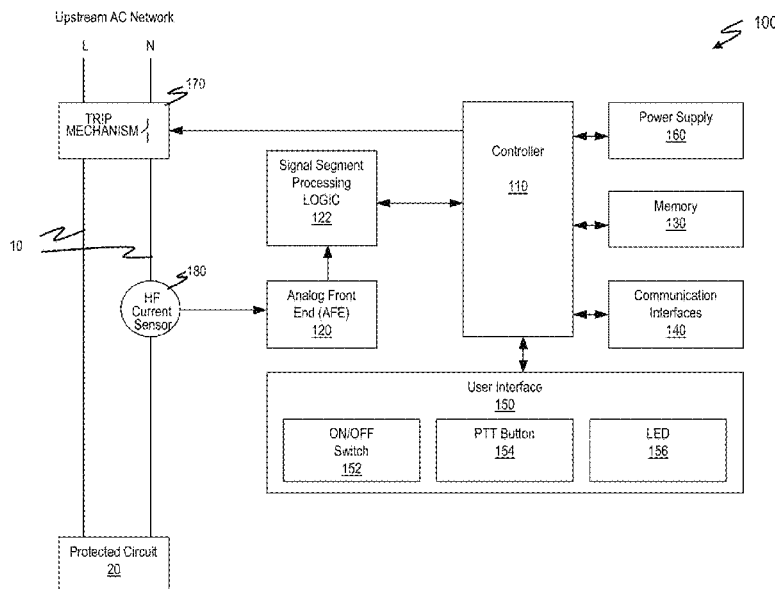 Upstream AC Network
100
L N
170
TRIP
MECHANISM
Controller
110
Power Supply
160
Signal Segment
Processing
LOGIC
122
Memory
130
10
180
HF
Current
Sensor
Analog Front
End (AFE)
120
Communication
Interfaces
140
User Interface
150
ON/OFF
Switch
152
PTT Button
154
LED
156
Protected Circuit
20